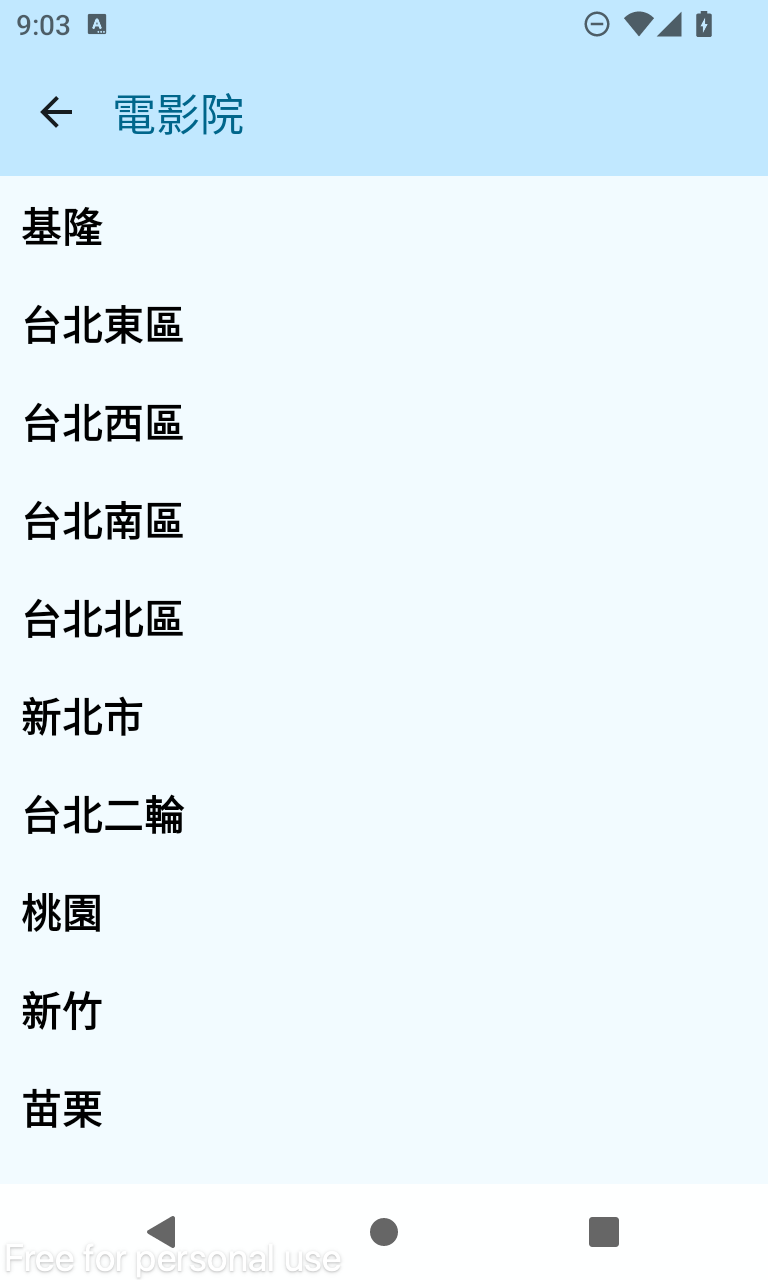 9:03
電影院
基隆
台北東區
台北西區
台北南區
台北北區
新北市
台北二輪
桃園
新竹
苗栗
Free for personal use